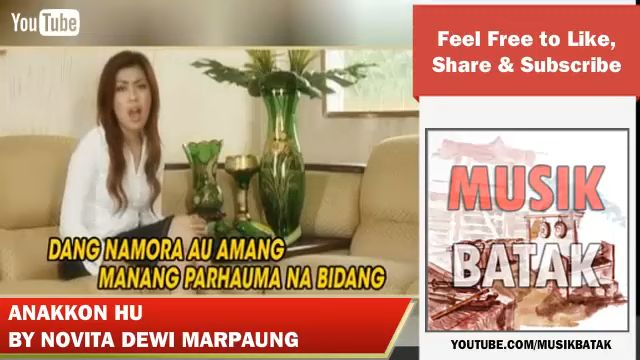 YouTube
Feel Free to Like,
Share & Subscribe
MUSIK
BATAK
DANG NAMORA AU AMANG
MANANG PARHAUMA NA BIDANG
ANAKKON HU
BY NOVITA DEWI MARPAUNG
YOUTUBE.COM/MUSIKBATAK